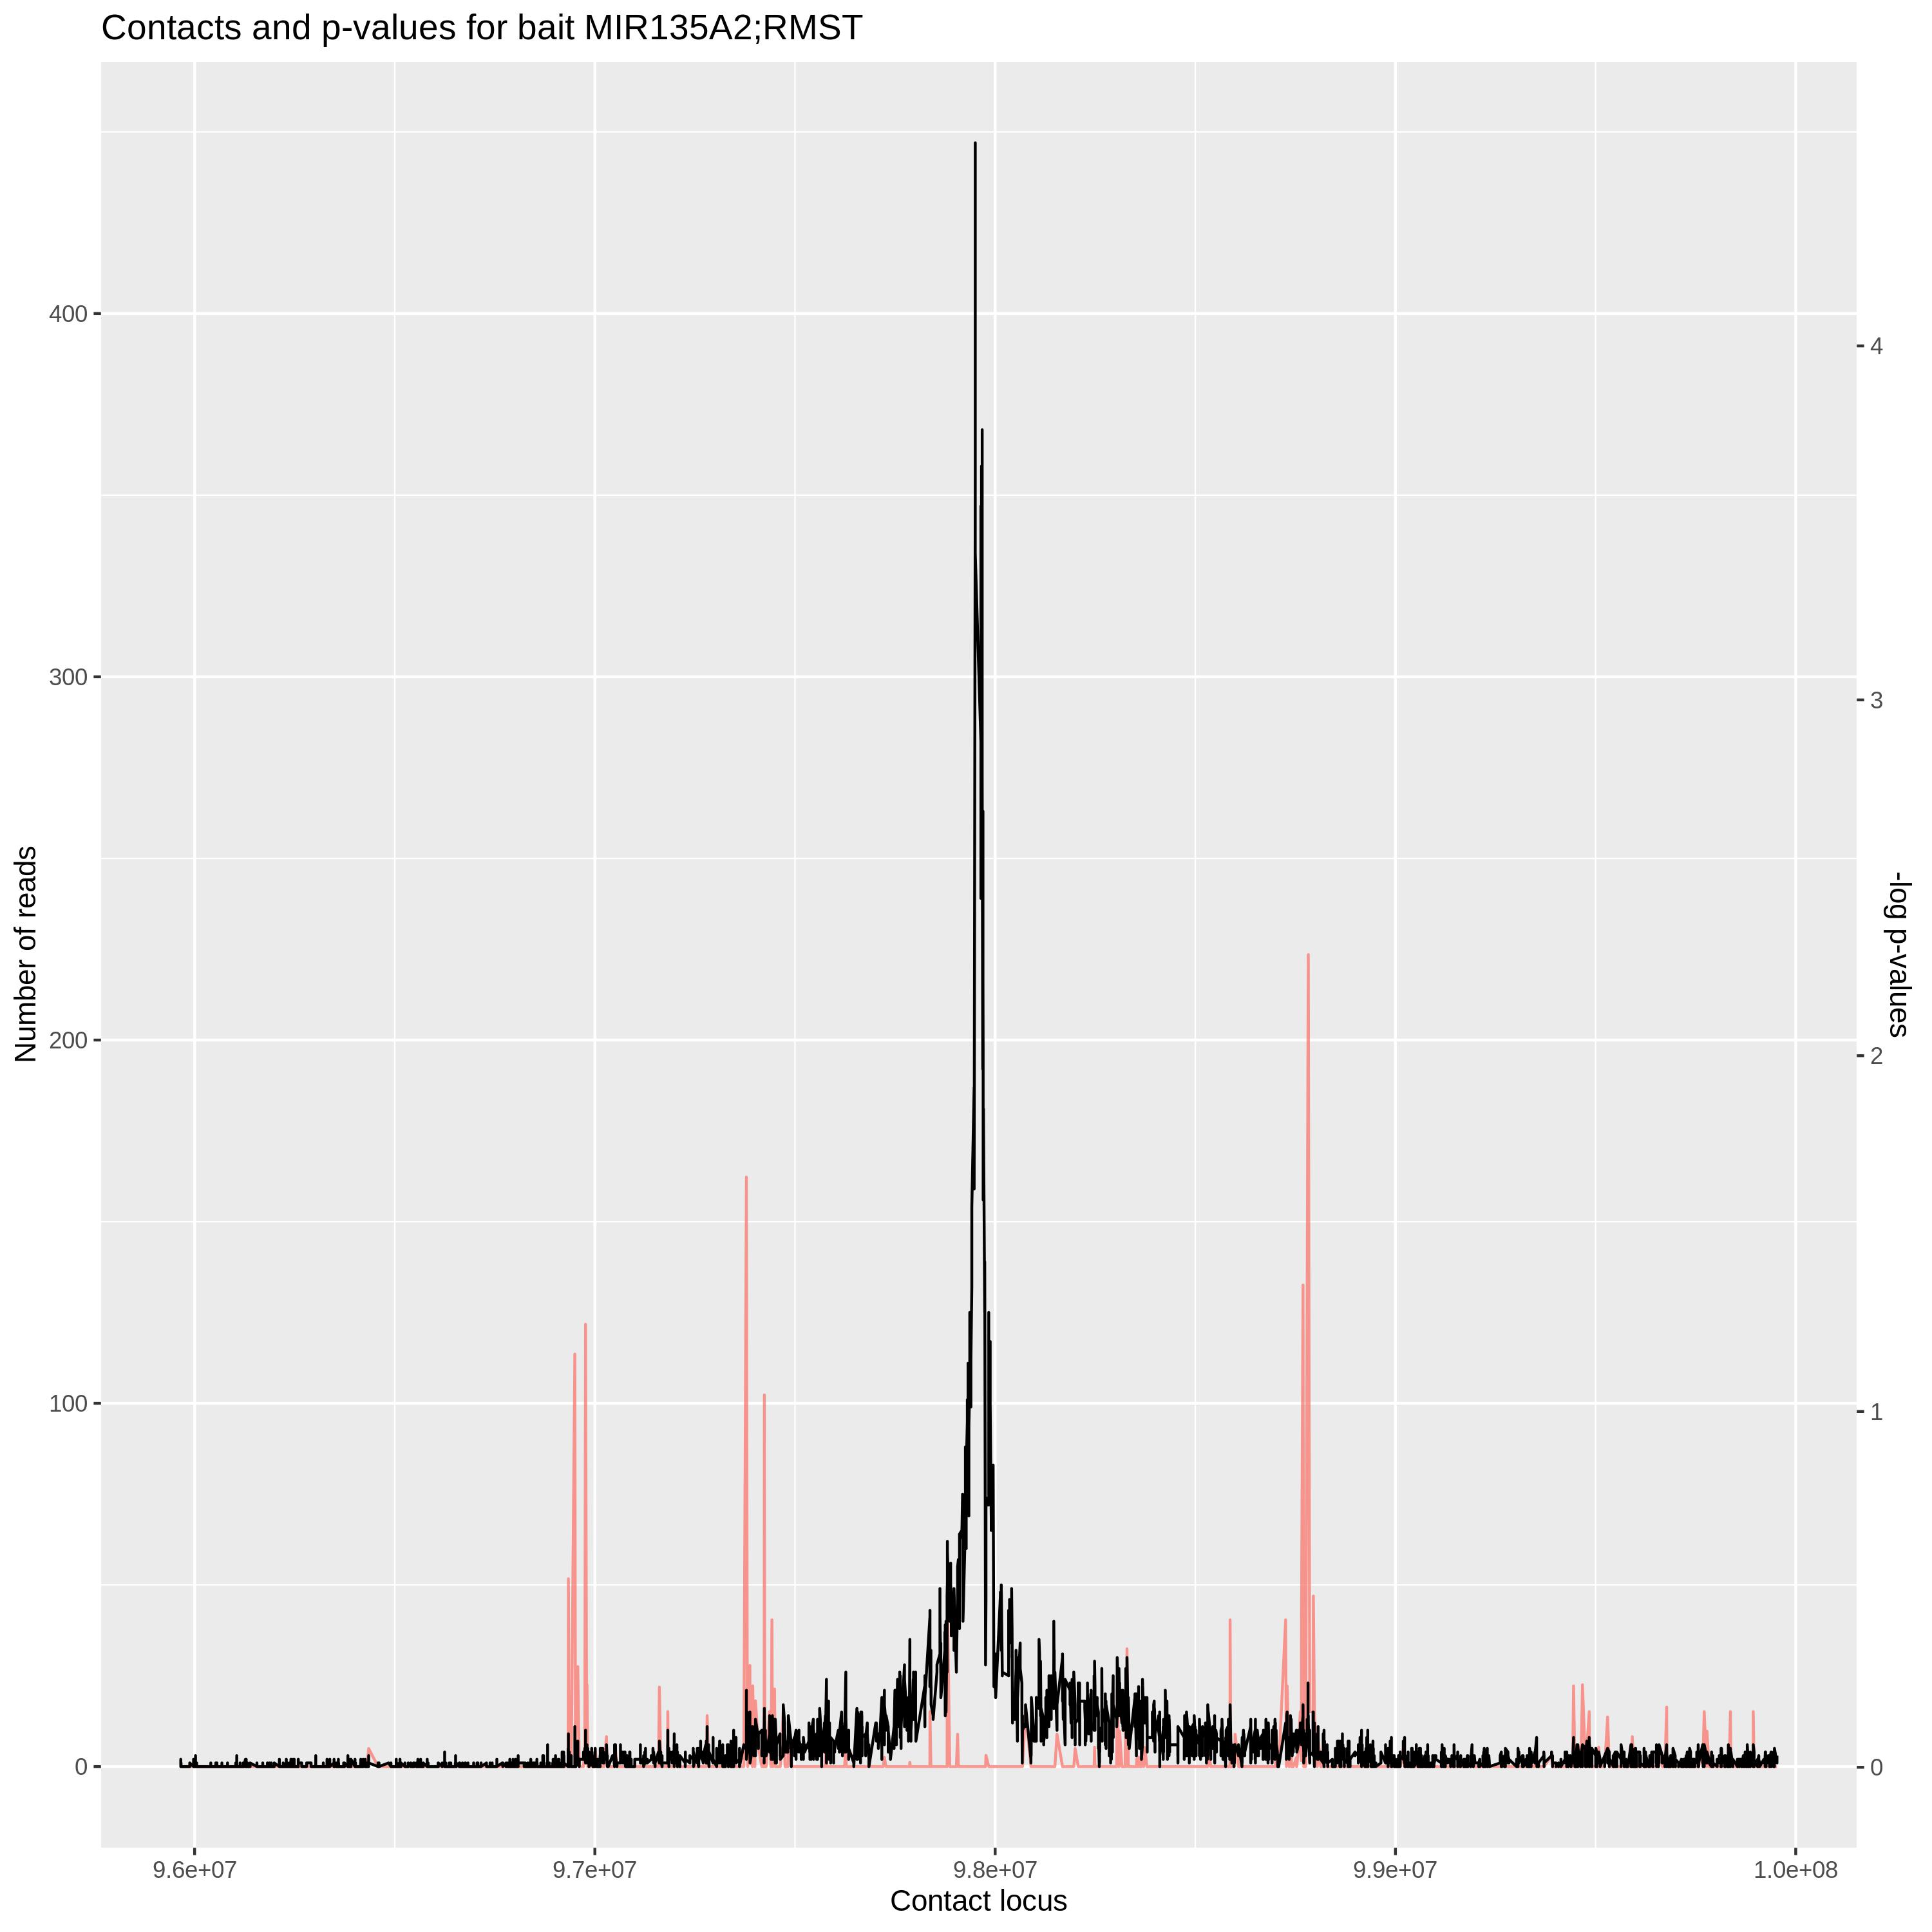 Contacts and p-values for bait MIR135A2;RMST
Number of reads
400
300
200
100
0
4
3
2
1
0
-log p-values
9.6e+07
9.7e+07
9.8e+07
9.9e+07
1.0e+08
Contact locus